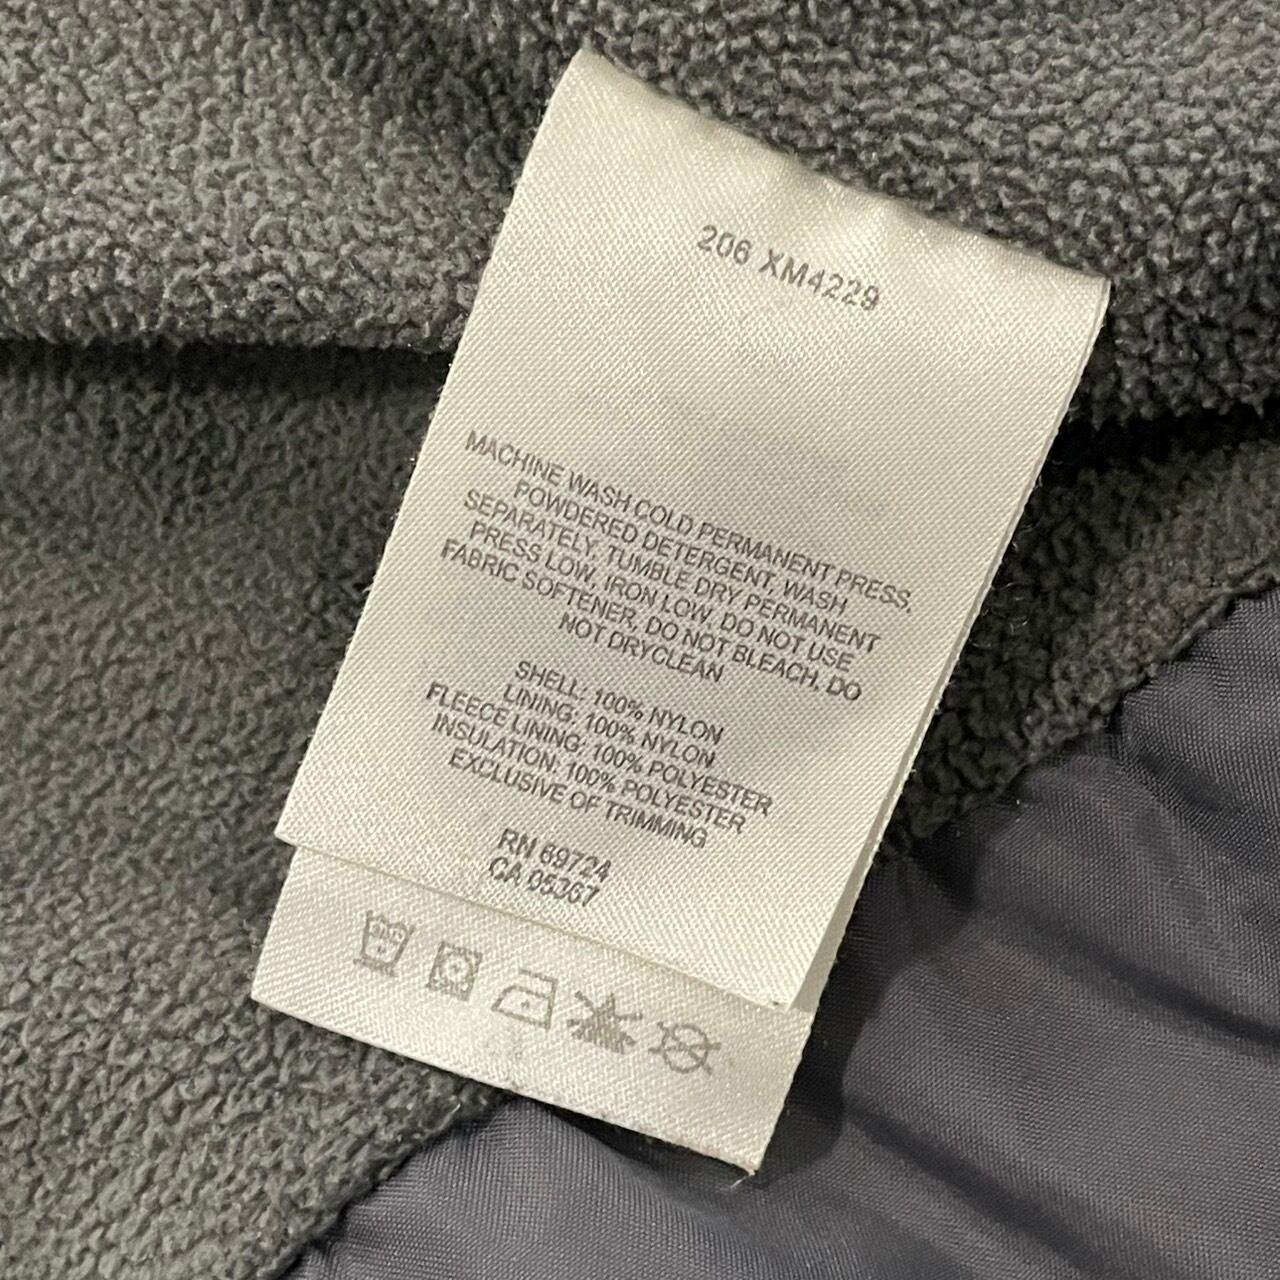 206 XM4229
MACHINE WASH COLD PERMANENT PRESS,
POWDERED DETERGENT, WASH
SEPARATELY, TUMBLE DRY PERMANENT
PRESS LOW, IRON LOW, DO NOT USE
FABRIC SOFTENER, DO NOT BLEACH, DO
NOT DRYCLEAN
SHELL: 100% NYLON
LINING: 100% NYLON
FLEECE LINING: 100% POLYESTER
INSULATION: 100% POLYESTER
EXCLUSIVE OF TRIMMING
RN 69724
CA 05367